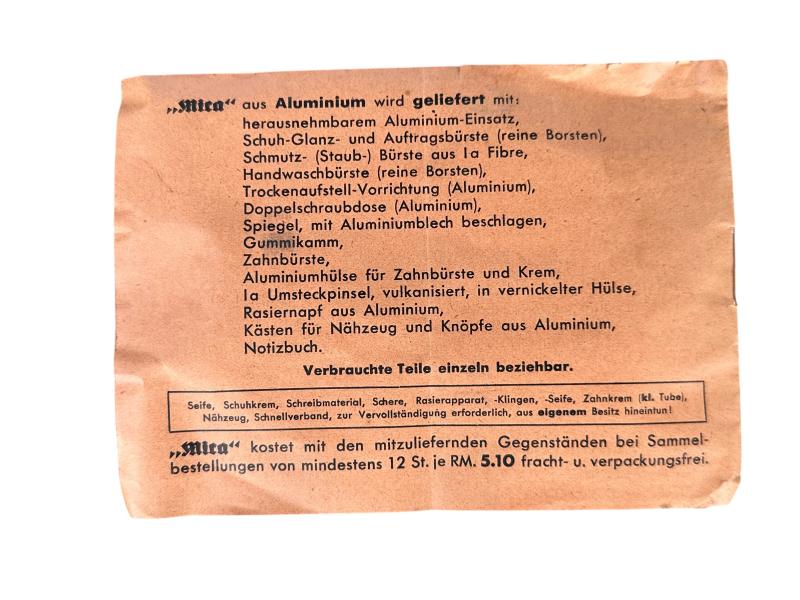 „Mica“ aus Aluminium wird geliefert mit:
herausnehmbarem Aluminium-Einsatz,
Schuh-Glanz- und Auftragsbürste (reine Borsten),
Schmutz- (Staub-) Bürste aus Ia Fibre,
Handwaschbürste (reine Borsten),
Trockenaufstell-Vorrichtung (Aluminium),
Doppelschraubdose (Aluminium),
Spiegel, mit Aluminiumblech beschlagen,
Gummikamm,
Zahnbürste,
Aluminiumhülse für Zahnbürste und Krem,
Ia Umsteckpinsel, vulkanisiert, in vernickelter Hülse,
Rasiernapf aus Aluminium,
Kästen für Nähzeug und Knöpfe aus Aluminium,
Notizbuch.
Verbrauchte Teile einzeln beziehbar.
Seife, Schuhkrem, Schreibmaterial, Schere, Rasierapparat, -Klingen, -Seife, Zahnkrem (kl. Tube),
Nähzeug, Schnellverband, zur Vervollständigung erforderlich, aus eigenem Besitz hineintun!
„Mica“ kostet mit den mitzuliefernden Gegenständen bei Sammel-
bestellungen von mindestens 12 St. je RM. 5.10 fracht- u. verpackungsfrei.